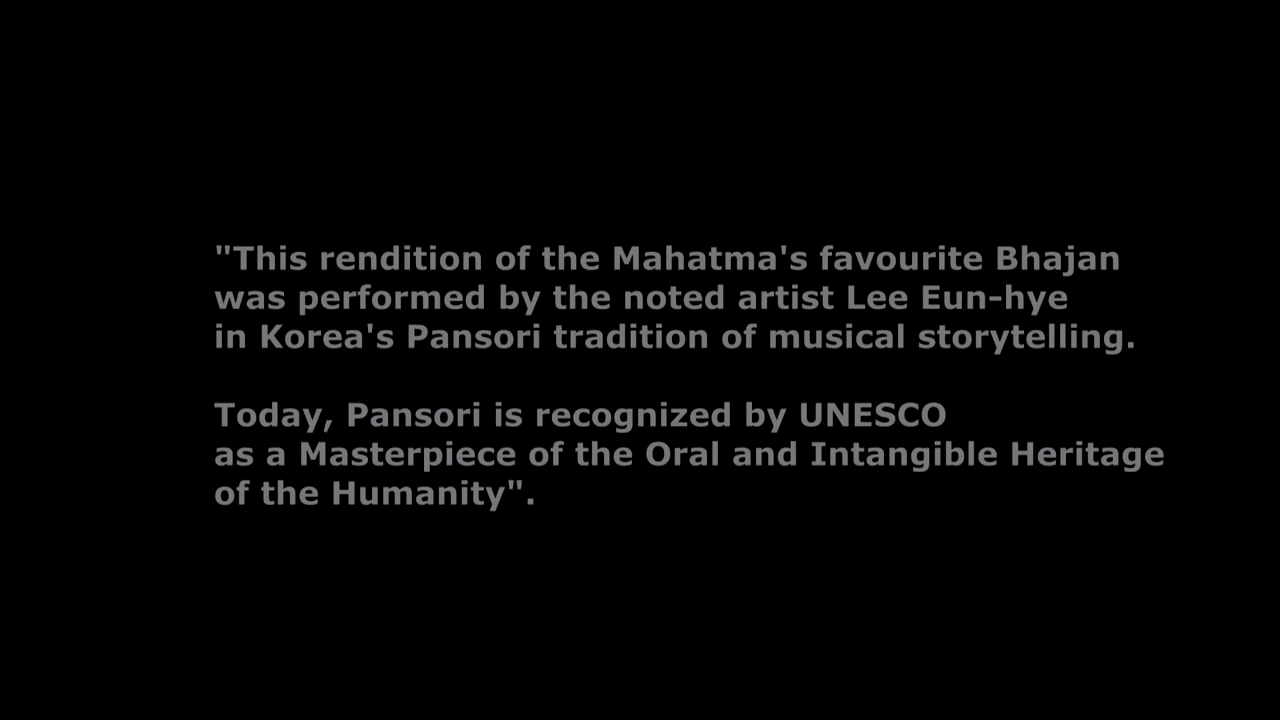 "This rendition of the Mahatma's favourite Bhajan
was performed by the noted artist Lee Eun-hye
in Korea's Pansori tradition of musical storytelling.
Today, Pansori is recognized by UNESCO
as a Masterpiece of the Oral and Intangible Heritage
of the Humanity".